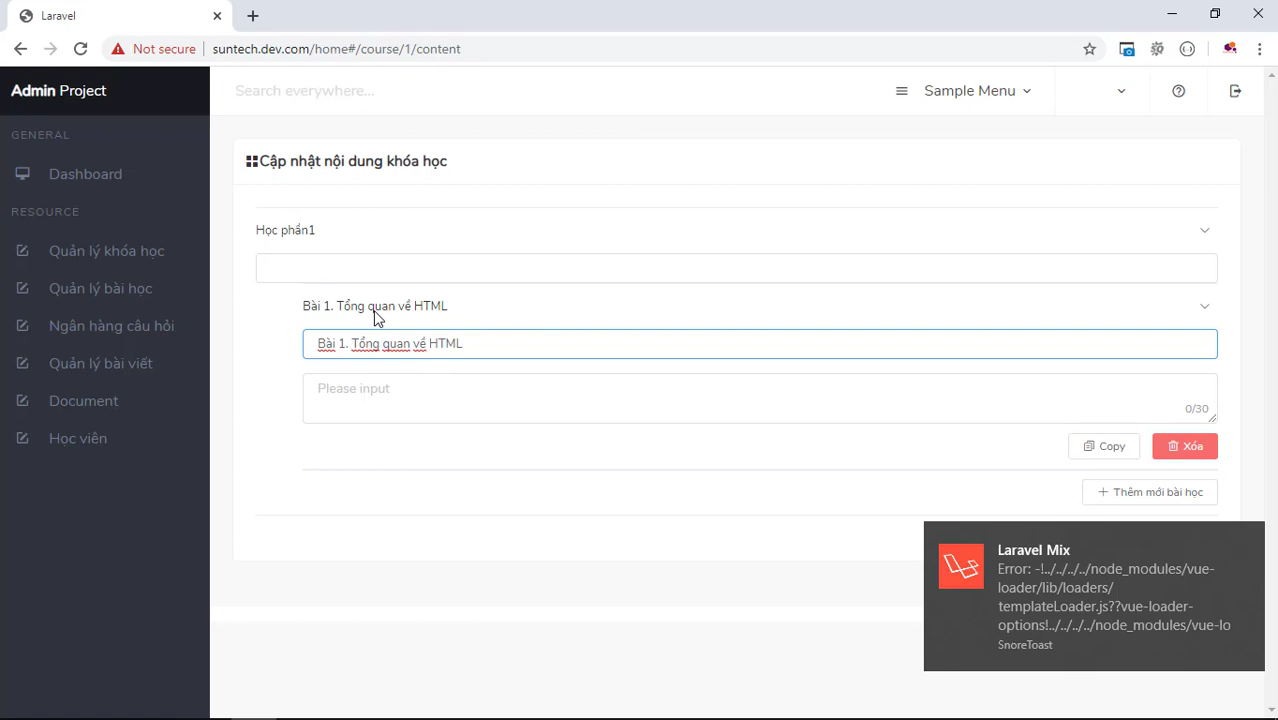 Laravel
Not secure
suntech.dev.com/home#/course/1/content
Admin Project
Search everywhere...
Sample Menu
GENERAL
Dashboard
RESOURCE
Quản lý khóa học
Quản lý bài học
Ngân hàng câu hỏi
Quản lý bài viết
Document
Học viên
Cập nhật nội dung khóa học
Học phần1
Bài 1. Tổng quan về HTML
Bài 1. Tổng quan về HTML
Please input
0/30
Copy
Xóa
Thêm mới bài học
Laravel Mix
Error: -!../../../../node_modules/vue-
loader/lib/loaders/
templateLoader.js??vue-loader-
options!../../../../node_modules/vue-lo
SnoreToast